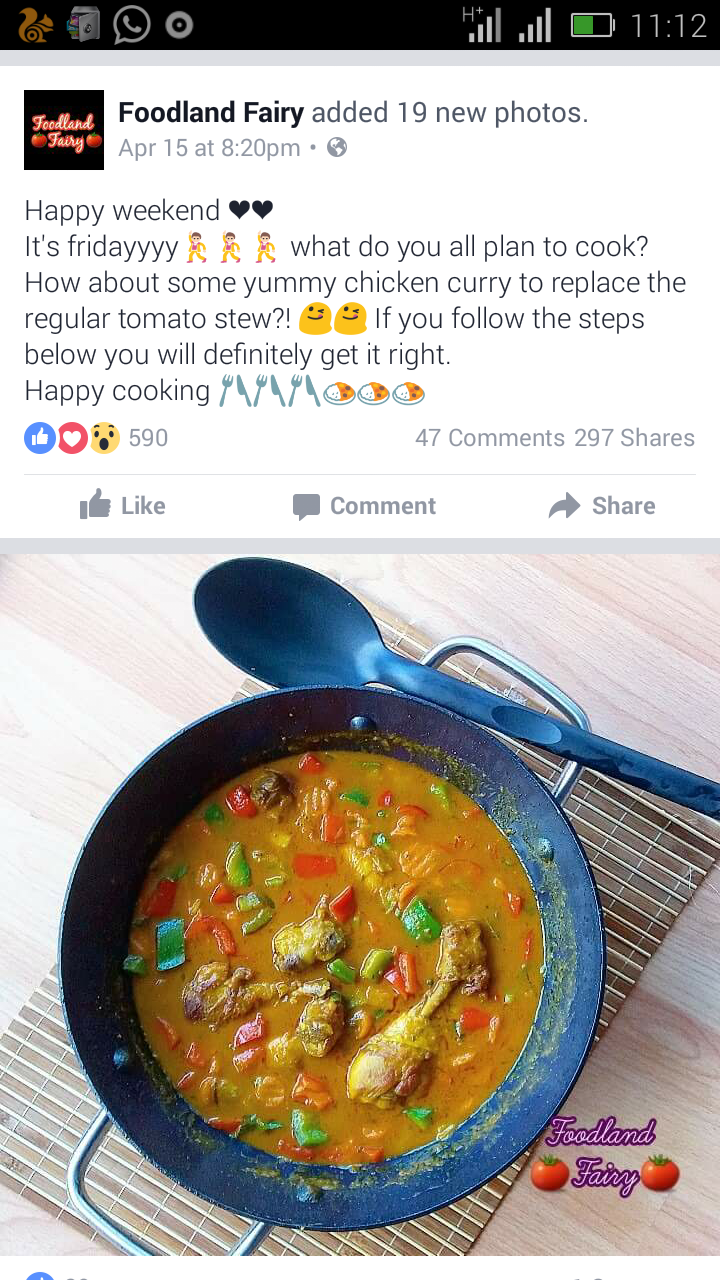 H+ 11:12
Foodland Fairy
Foodland Fairy added 19 new photos.
Apr 15 at 8:20pm •
Happy weekend ♥♥
It's fridayyyy💃💃💃 what do you all plan to cook?
How about some yummy chicken curry to replace the
regular tomato stew?! 😜😜 If you follow the steps
below you will definitely get it right.
Happy cooking 🍴🍴🍴🍛🍛🍛
590 47 Comments 297 Shares
Like Comment Share
Foodland
Fairy